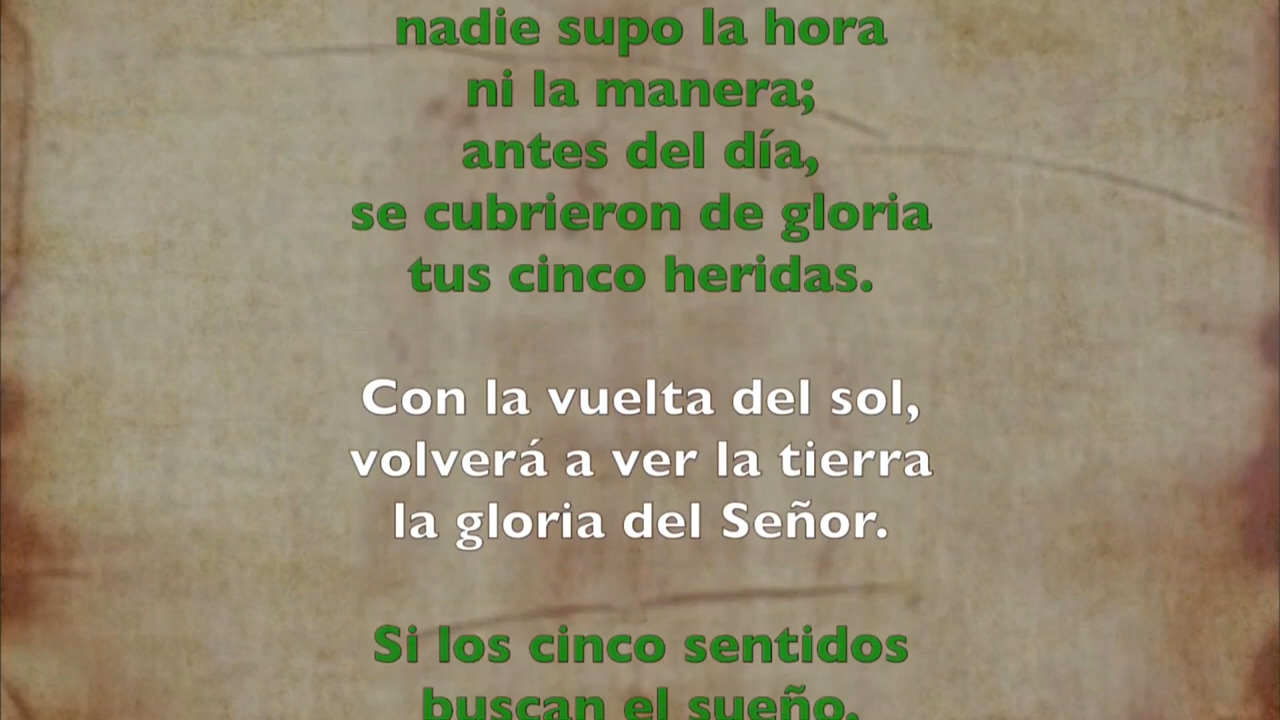 nadie supo la hora
ni la manera;
antes del día,
se cubrieron de gloria
tus cinco heridas.
Con la vuelta del sol,
volverá a ver la tierra
la gloria del Señor.
Si los cinco sentidos
buscan el sueño,